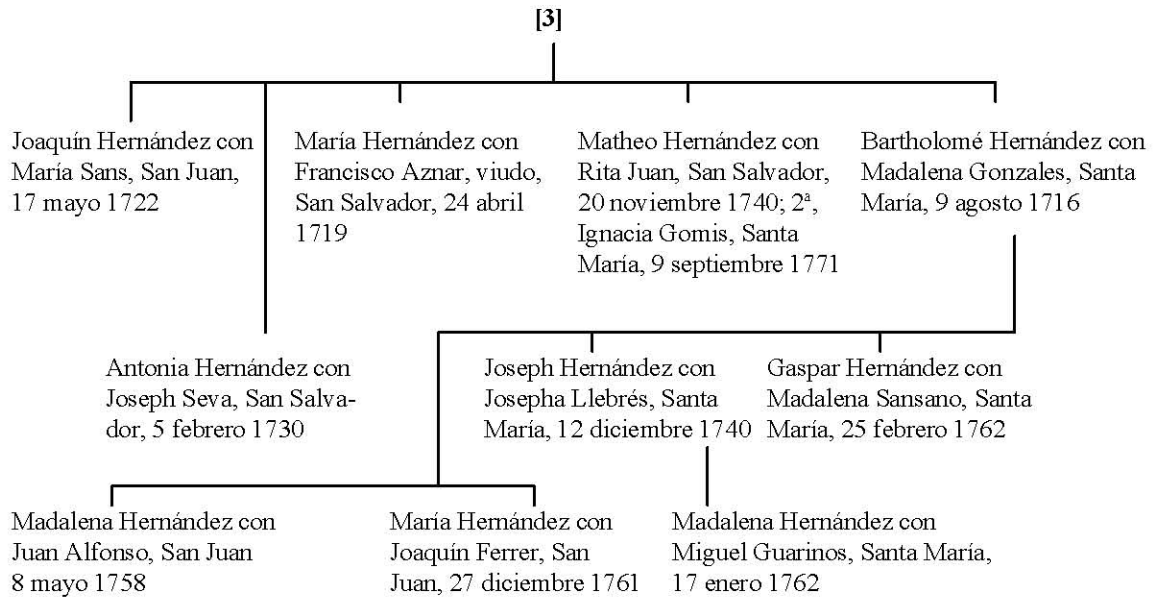 [3]
Joaquín Hernández con
María Sans, San Juan,
17 mayo 1722
María Hernández con
Francisco Aznar, viudo,
San Salvador, 24 abril
1719
Matheo Hernández con
Rita Juan, San Salvador,
20 noviembre 1740; 2ª,
Ignacia Gomis, Santa
María, 9 septiembre 1771
Bartholomé Hernández con
Madalena Gonzales, Santa
María, 9 agosto 1716
Antonia Hernández con
Joseph Seva, San Salva-
dor, 5 febrero 1730
Joseph Hernández con
Josepha Llebrés, Santa
María, 12 diciembre 1740
Gaspar Hernández con
Madalena Sansano, Santa
María, 25 febrero 1762
Madalena Hernández con
Juan Alfonso, San Juan
8 mayo 1758
María Hernández con
Joaquín Ferrer, San
Juan, 27 diciembre 1761
Madalena Hernández con
Miguel Guarinos, Santa María,
17 enero 1762